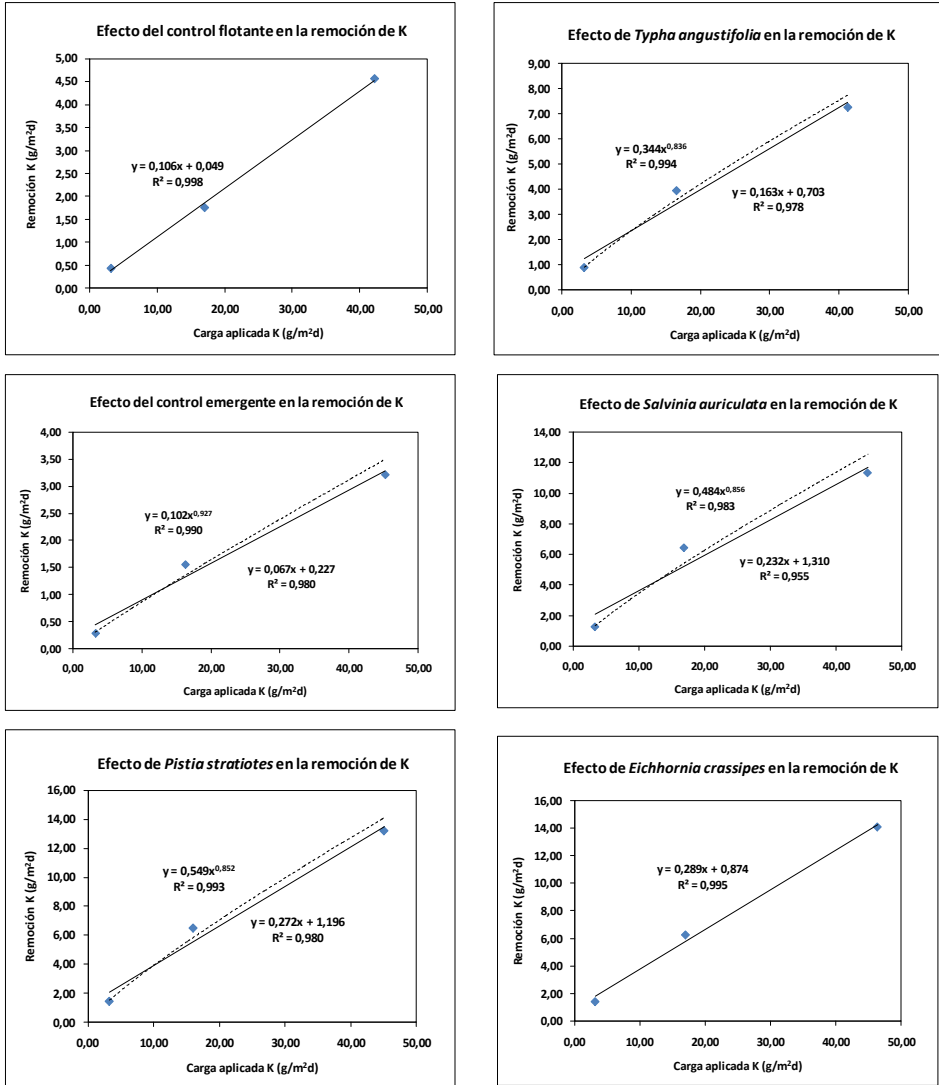 Efecto del control flotante en la remoción de K
5,00
4,50
4,00
3,50
3,00
2,50
2,00
1,50
1,00
0,50
0,00
Remoción K (g/m²d)
y = 0,106x + 0,049
R² = 0,998
0,00 10,00 20,00 30,00 40,00 50,00
Carga aplicada K (g/m²d)
Efecto de Typha angustifolia en la remoción de K
9,00
8,00
7,00
6,00
5,00
4,00
3,00
2,00
1,00
0,00
Remoción K (g/m²d)
y = 0,344x^0,836
R² = 0,994
y = 0,163x + 0,703
R² = 0,978
0,00 10,00 20,00 30,00 40,00 50,00
Carga aplicada K (g/m²d)
Efecto del control emergente en la remoción de K
4,00
3,50
3,00
2,50
2,00
1,50
1,00
0,50
0,00
Remoción K (g/m²d)
y = 0,102x^0,927
R² = 0,990
y = 0,067x + 0,227
R² = 0,980
0,00 10,00 20,00 30,00 40,00 50,00
Carga aplicada K (g/m²d)
Efecto de Salvinia auriculata en la remoción de K
14,00
12,00
10,00
8,00
6,00
4,00
2,00
0,00
Remoción K (g/m²d)
y = 0,484x^0,856
R² = 0,983
y = 0,232x + 1,310
R² = 0,955
0,00 10,00 20,00 30,00 40,00 50,00
Carga aplicada K (g/m²d)
Efecto de Pistia stratiotes en la remoción de K
16,00
14,00
12,00
10,00
8,00
6,00
4,00
2,00
0,00
Remoción K (g/m²d)
y = 0,549x^0,852
R² = 0,993
y = 0,272x + 1,196
R² = 0,980
0,00 10,00 20,00 30,00 40,00 50,00
Carga aplicada K (g/m²d)
Efecto de Eichhornia crassipes en la remoción de K
16,00
14,00
12,00
10,00
8,00
6,00
4,00
2,00
0,00
Remoción K (g/m²d)
y = 0,289x + 0,874
R² = 0,995
0,00 10,00 20,00 30,00 40,00 50,00
Carga aplicada K (g/m²d)